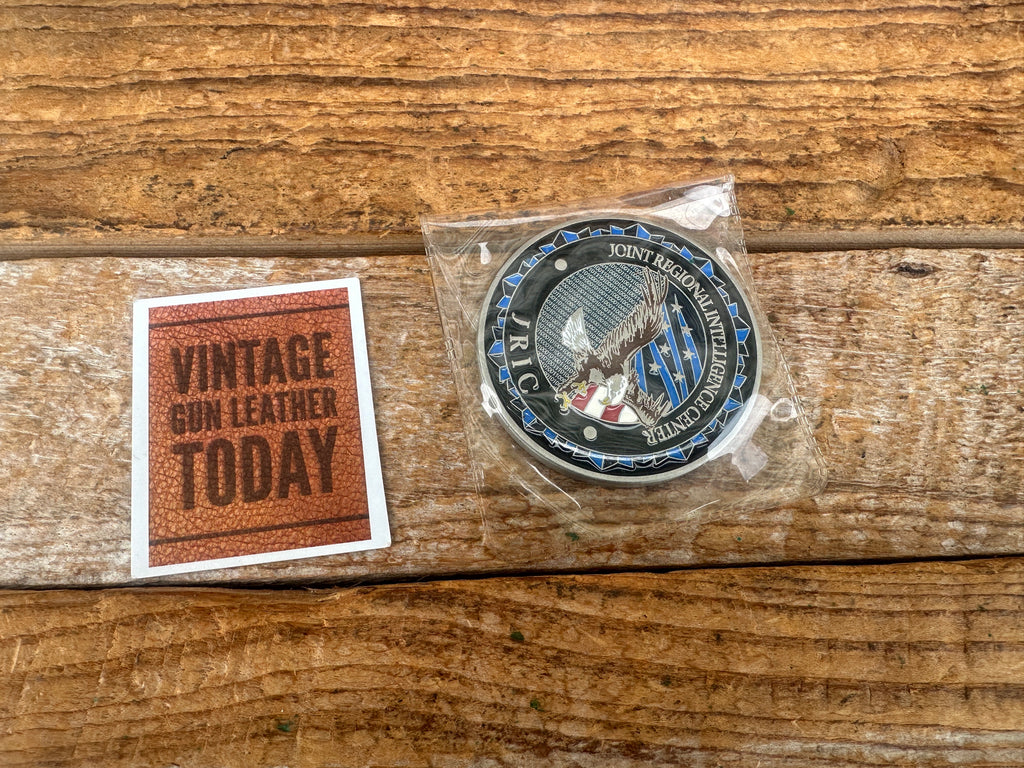 VINTAGE
GUN LEATHER
TODAY
JOINT REGIONAL INTELLIGENCE CENTER
JRIC